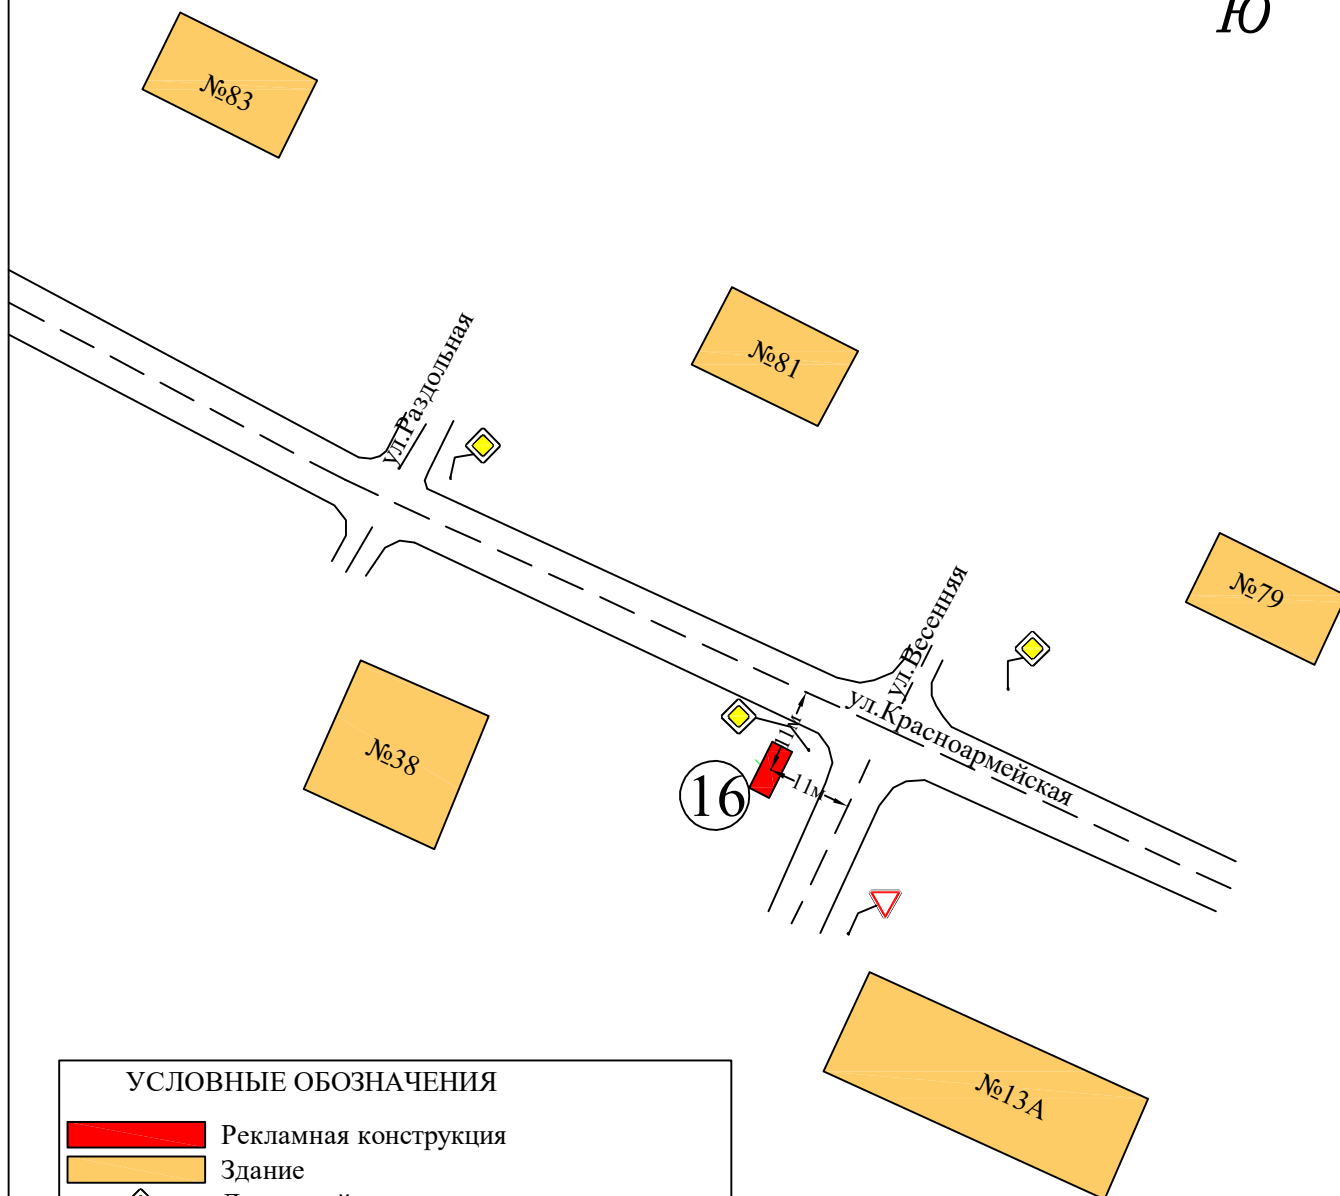 Ю
№83
ул.Раздольная
№81
ул.Весенняя
№79
ул.Красноармейская
№38
11м
11м
16
№13А
УСЛОВНЫЕ ОБОЗНАЧЕНИЯ
Рекламная конструкция
Здание